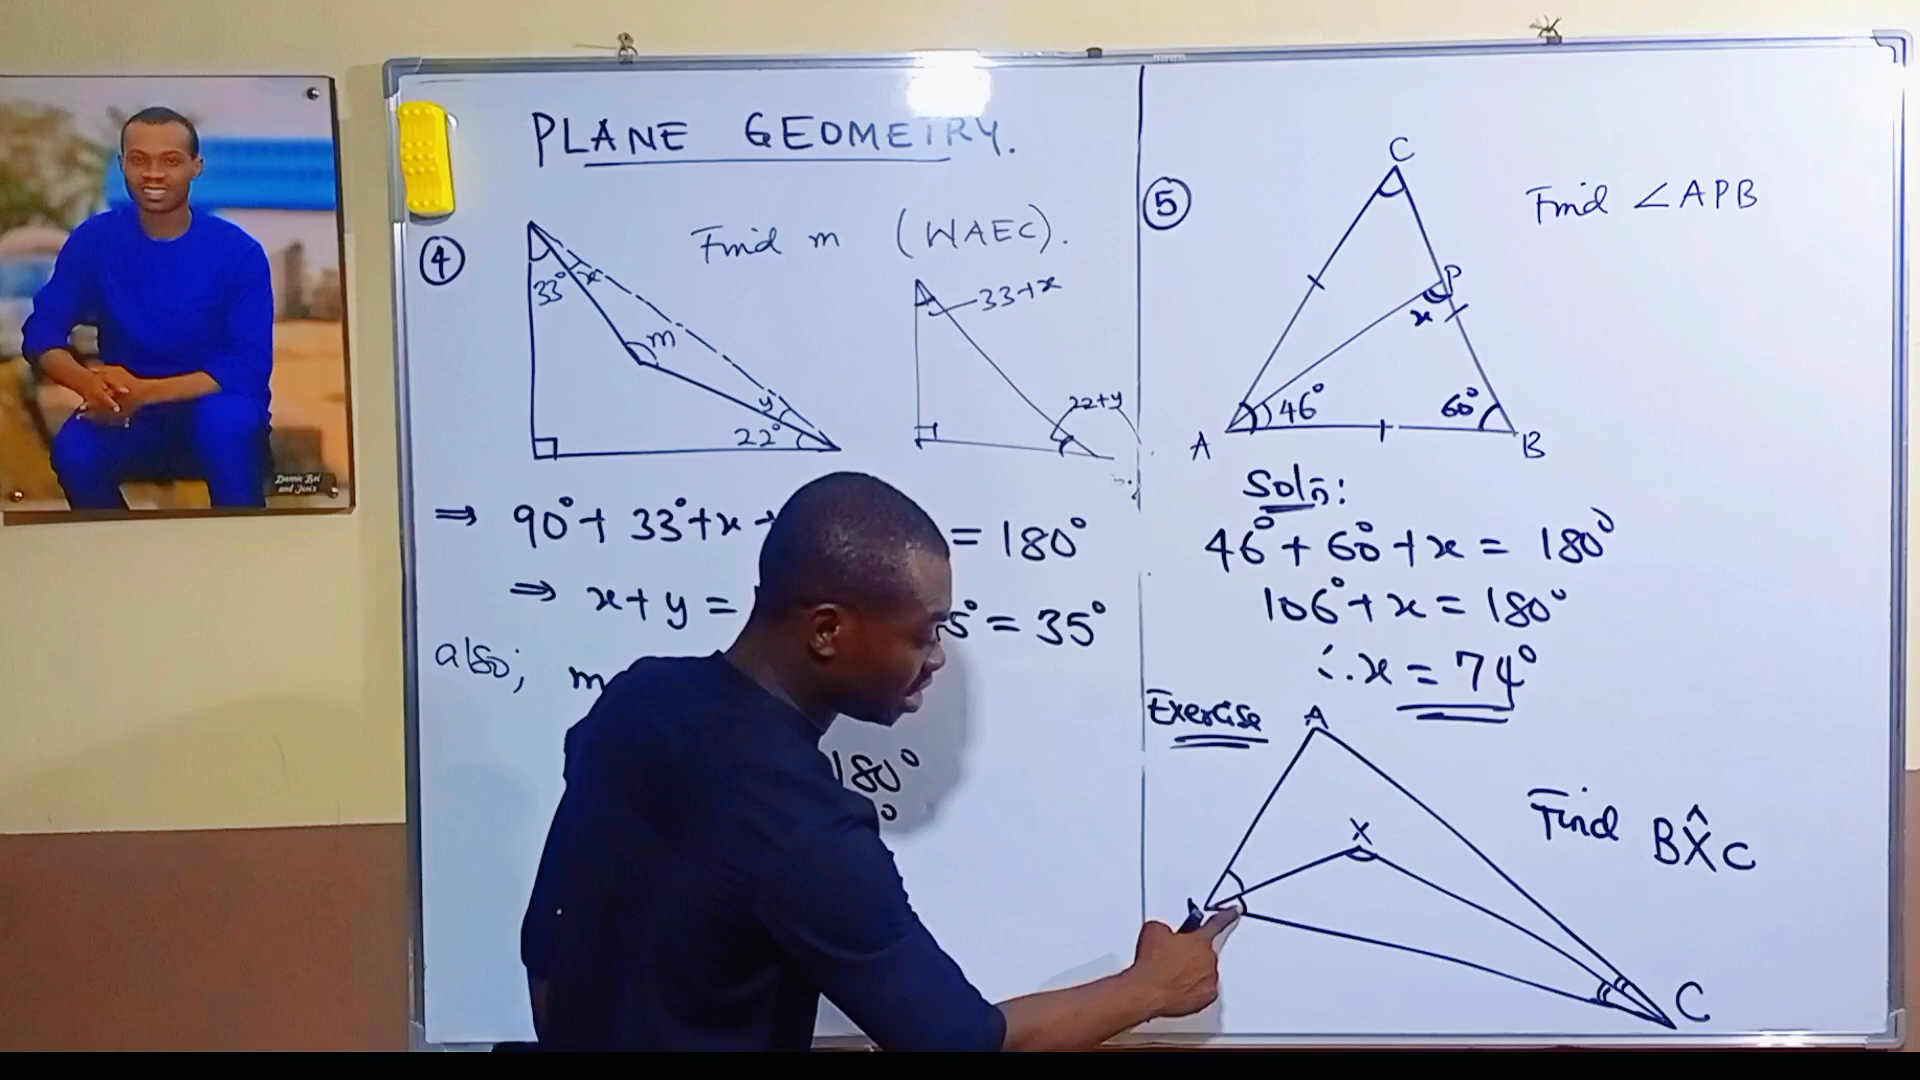 PLANE GEOMETRY.
④
Find m (WAEC).
33° x
m
y
22°
33+x
22+y
⇒ 90° + 33° + x + = 180°
⇒ x + y = 5° = 35°
also; m
180°
°
⑤
Find ∠APB
C
P
x
46°
60°
A
B
Soln:
46° + 60° + x = 180°
106° + x = 180°
∴ x = 74°
Exercise
A
X
C
Find BX̂C